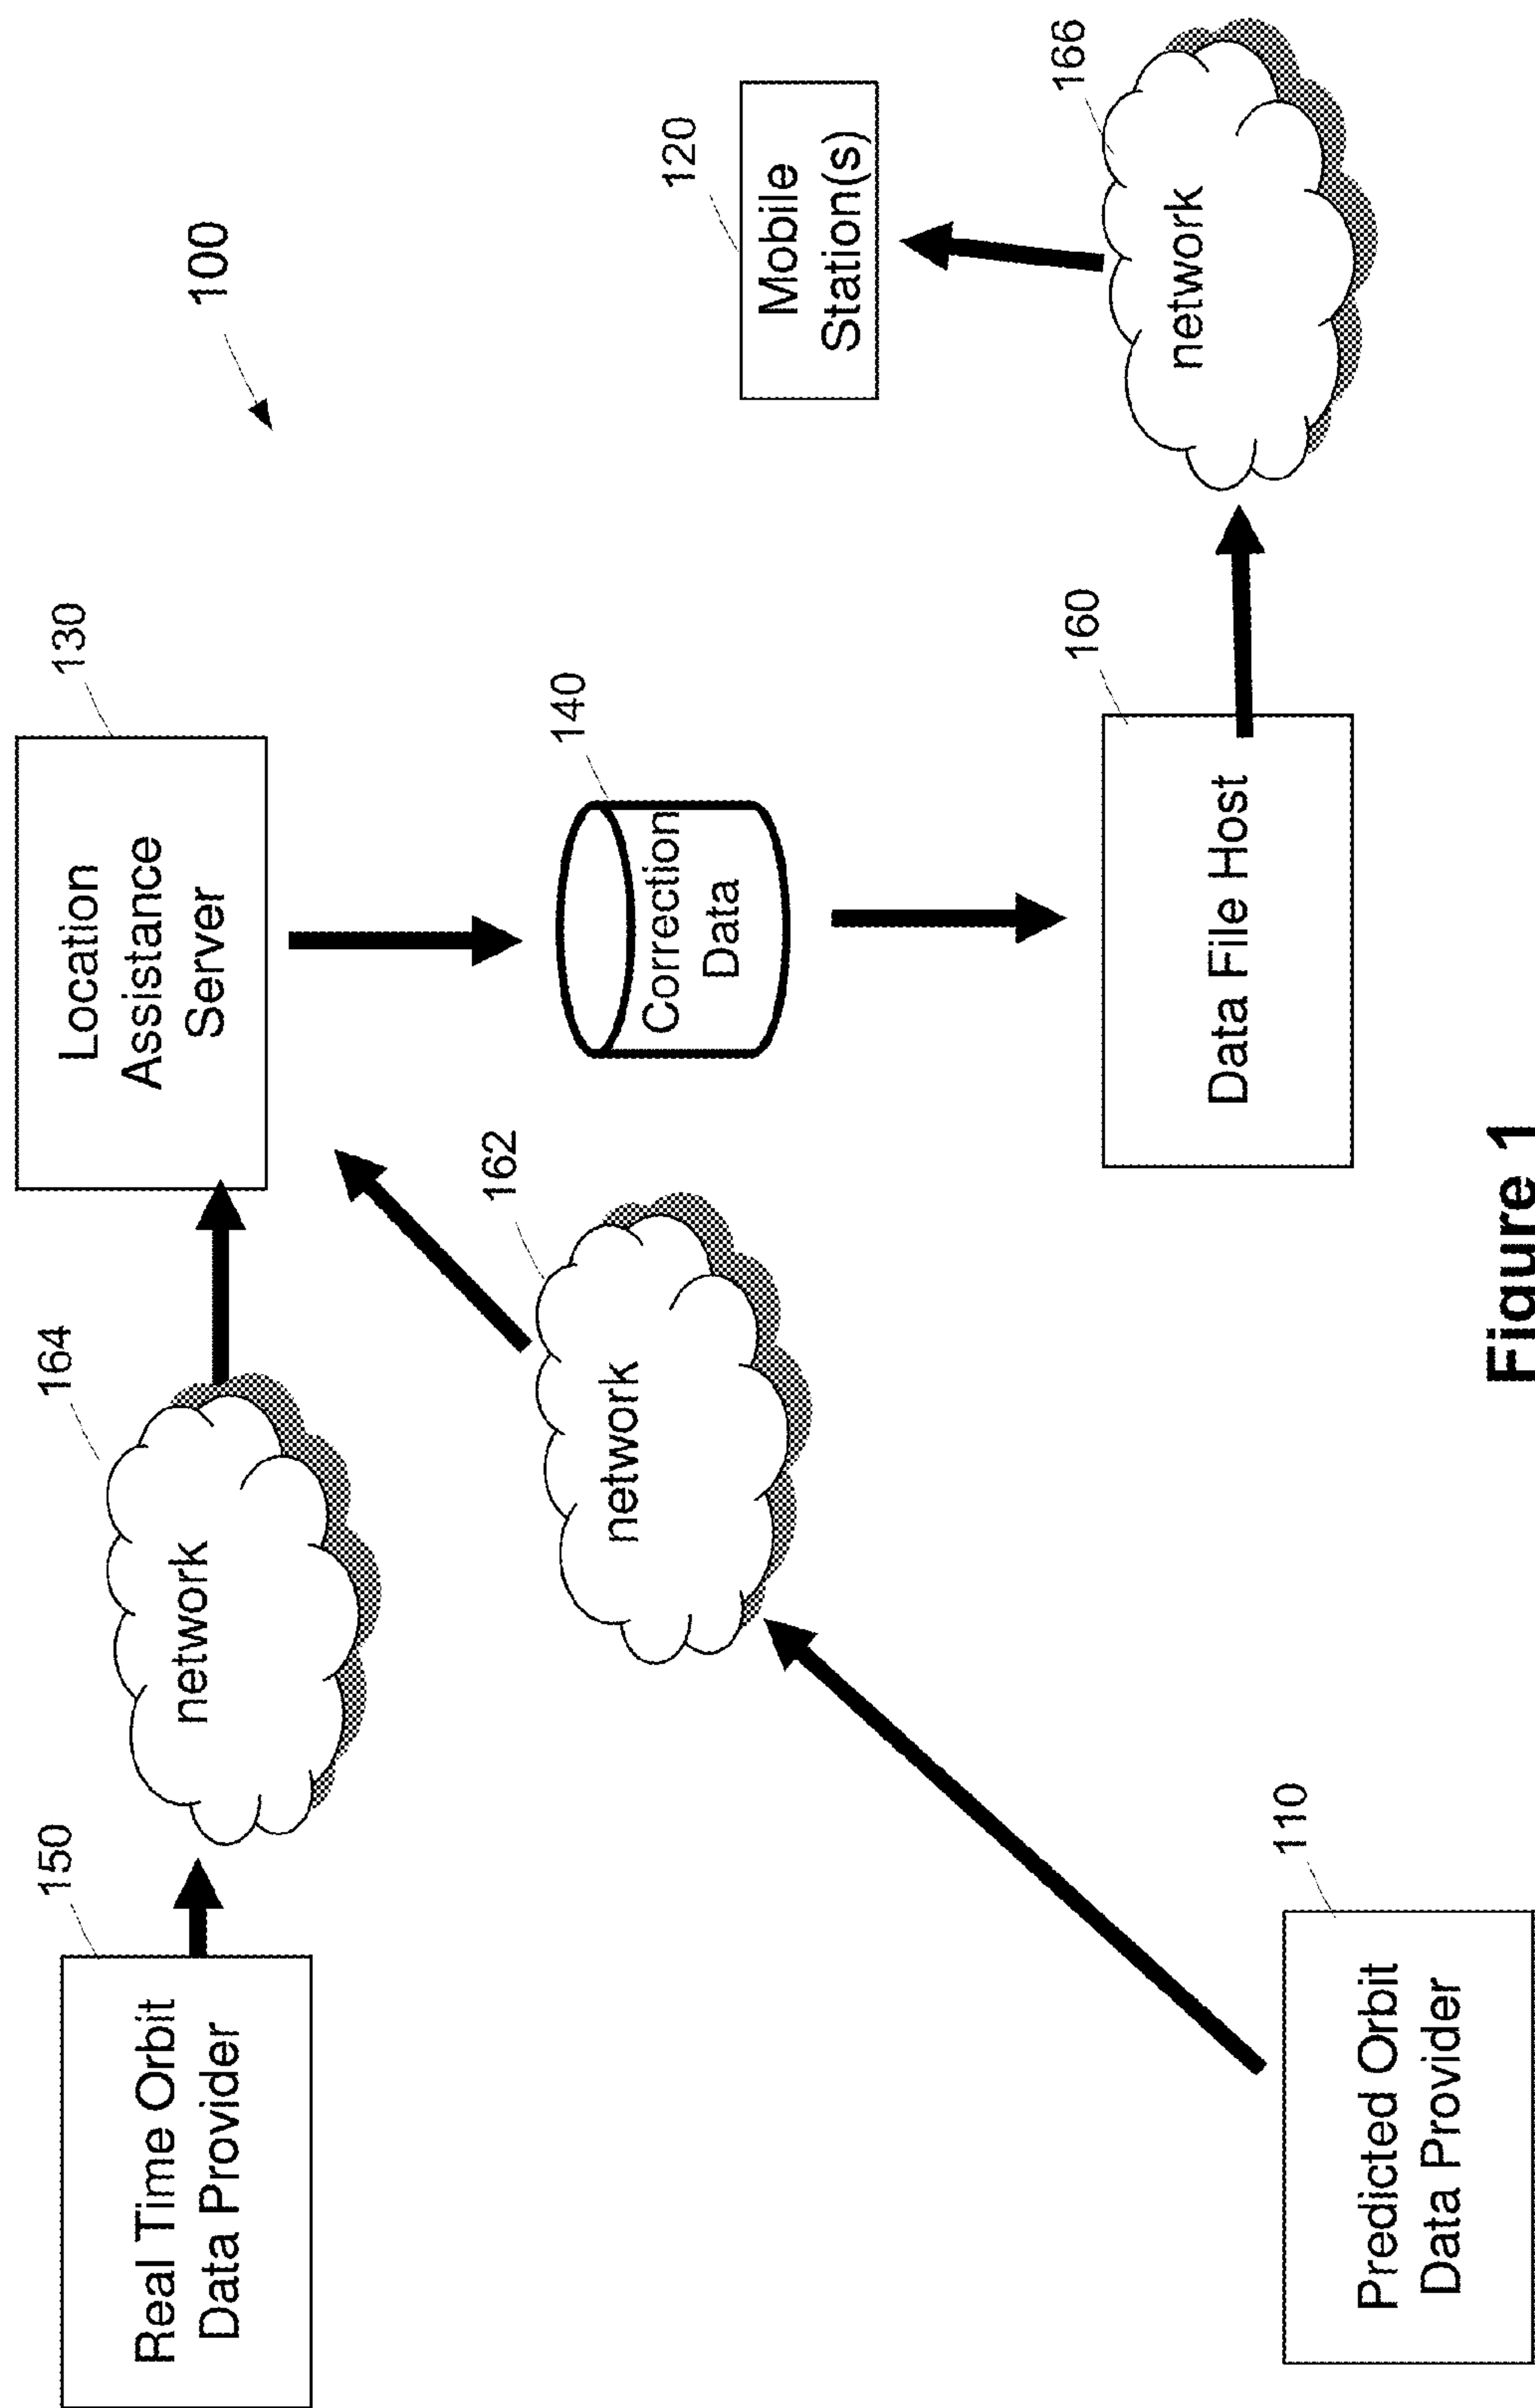 100
150
Real Time Orbit
Data Provider
164
network
130
Location
Assistance
Server
162
network
140
Correction
Data
120
Mobile
Station(s)
110
Predicted Orbit
Data Provider
160
Data File Host
166
network
Figure 1